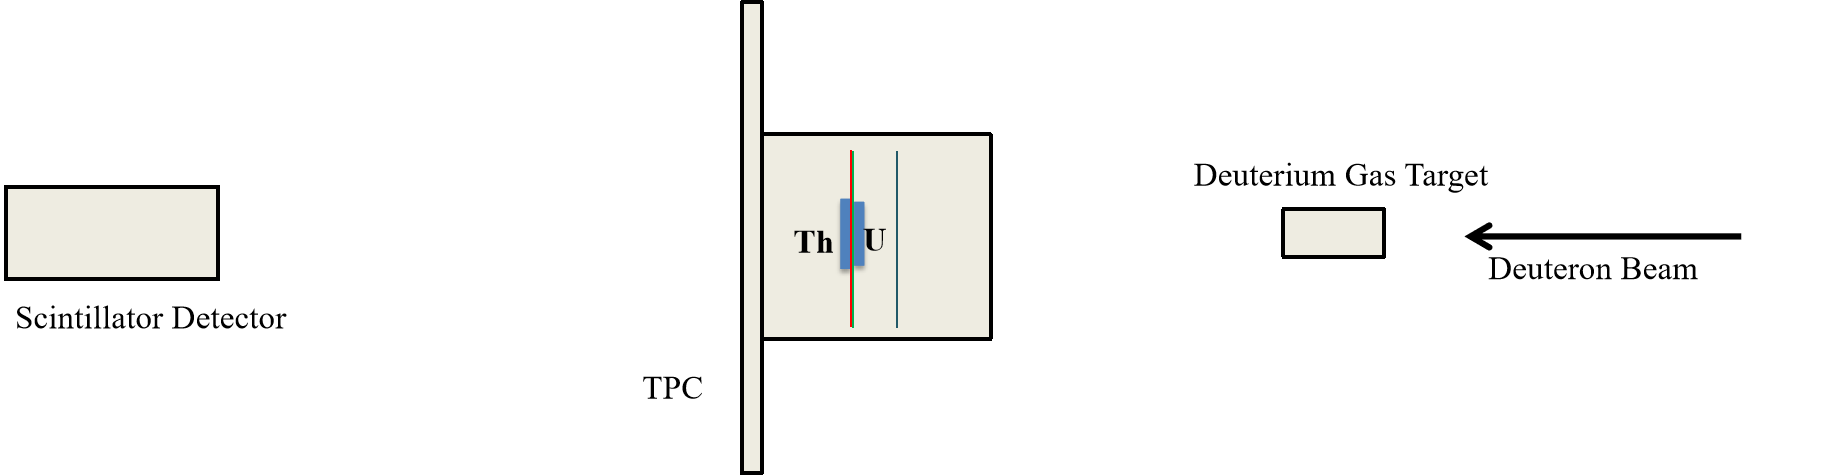 Deuterium Gas Target
Th
U
Deuteron Beam
Scintillator Detector
TPC